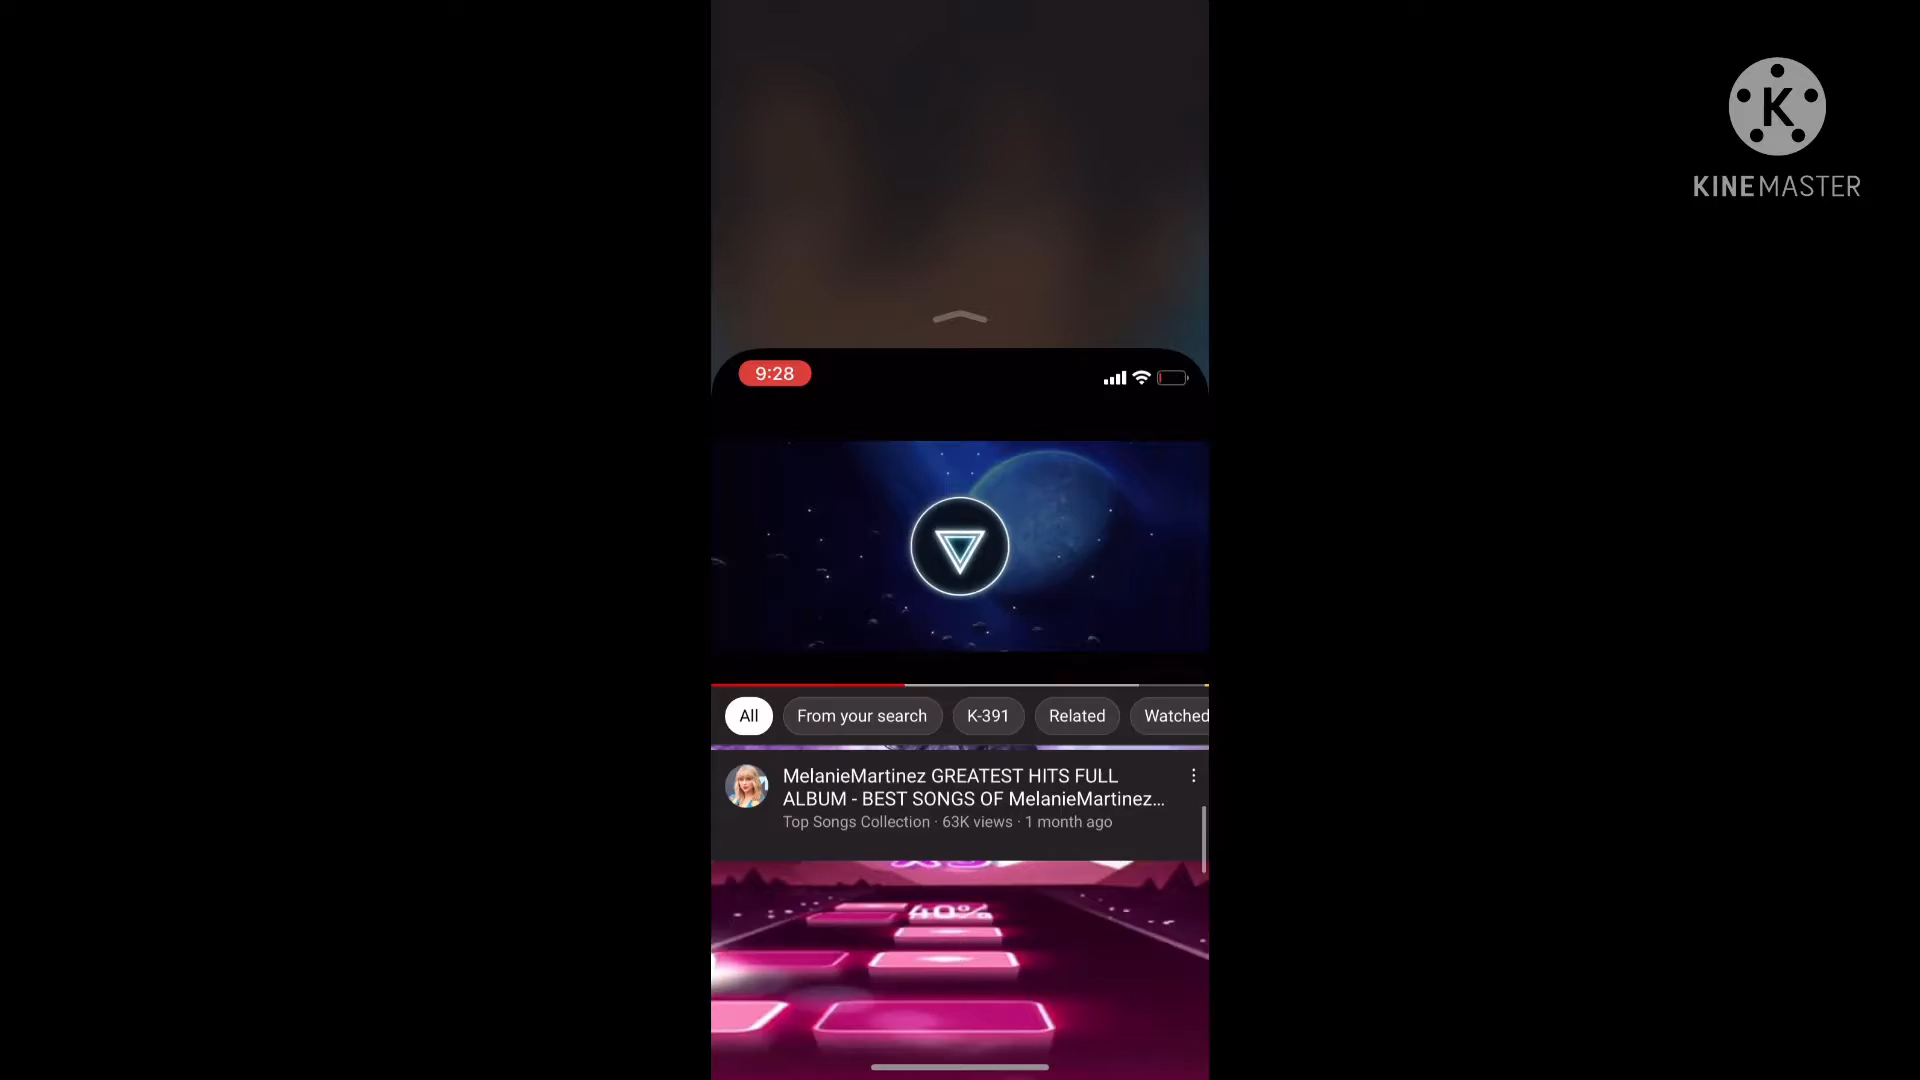 K
KINEMASTER
9:28
All
From your search
K-391
Related
Watched
MelanieMartinez GREATEST HITS FULL
ALBUM - BEST SONGS OF MelanieMartinez...
Top Songs Collection · 63K views · 1 month ago
40%